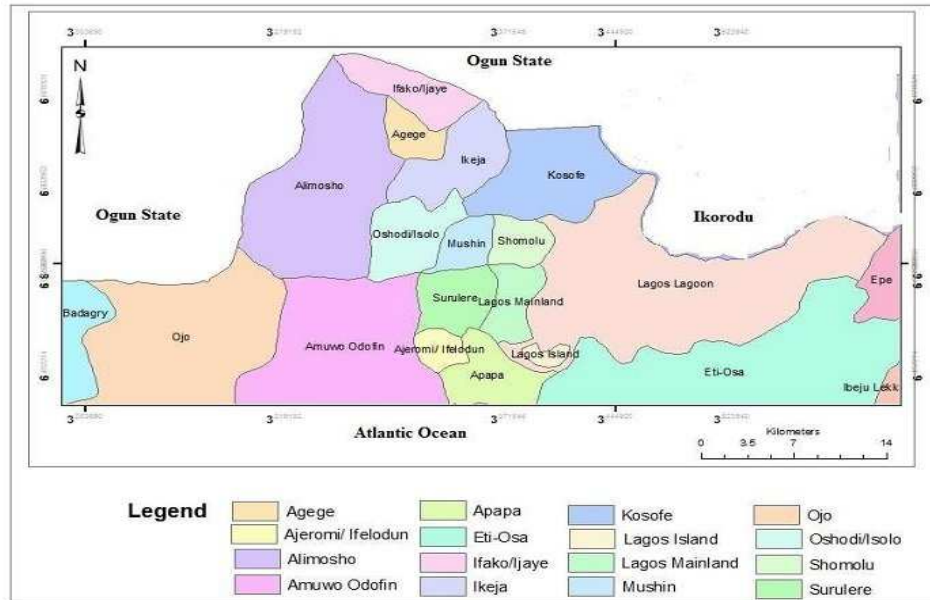 Ogun State
N
Ifako/Ijaye
Agege
Ikeja
Alimosho
Kosofe
Ogun State
Ikorodu
Oshodi/Isolo
Mushin
Shomolu
Epe
Lagos Lagoon
Badagry
Surulere
Lagos Mainland
Ojo
Amuwo Odofin
Ajeromi/ Ifelodun
Lagos Island
Apapa
Eti-Osa
Ibeju Lekk
Atlantic Ocean
Kilometers
0 3.5 7 14
Legend
Agege
Ajeromi/ Ifelodun
Alimosho
Amuwo Odofin
Apapa
Eti-Osa
Ifako/Ijaye
Ikeja
Kosofe
Lagos Island
Lagos Mainland
Mushin
Ojo
Oshodi/Isolo
Shomolu
Surulere